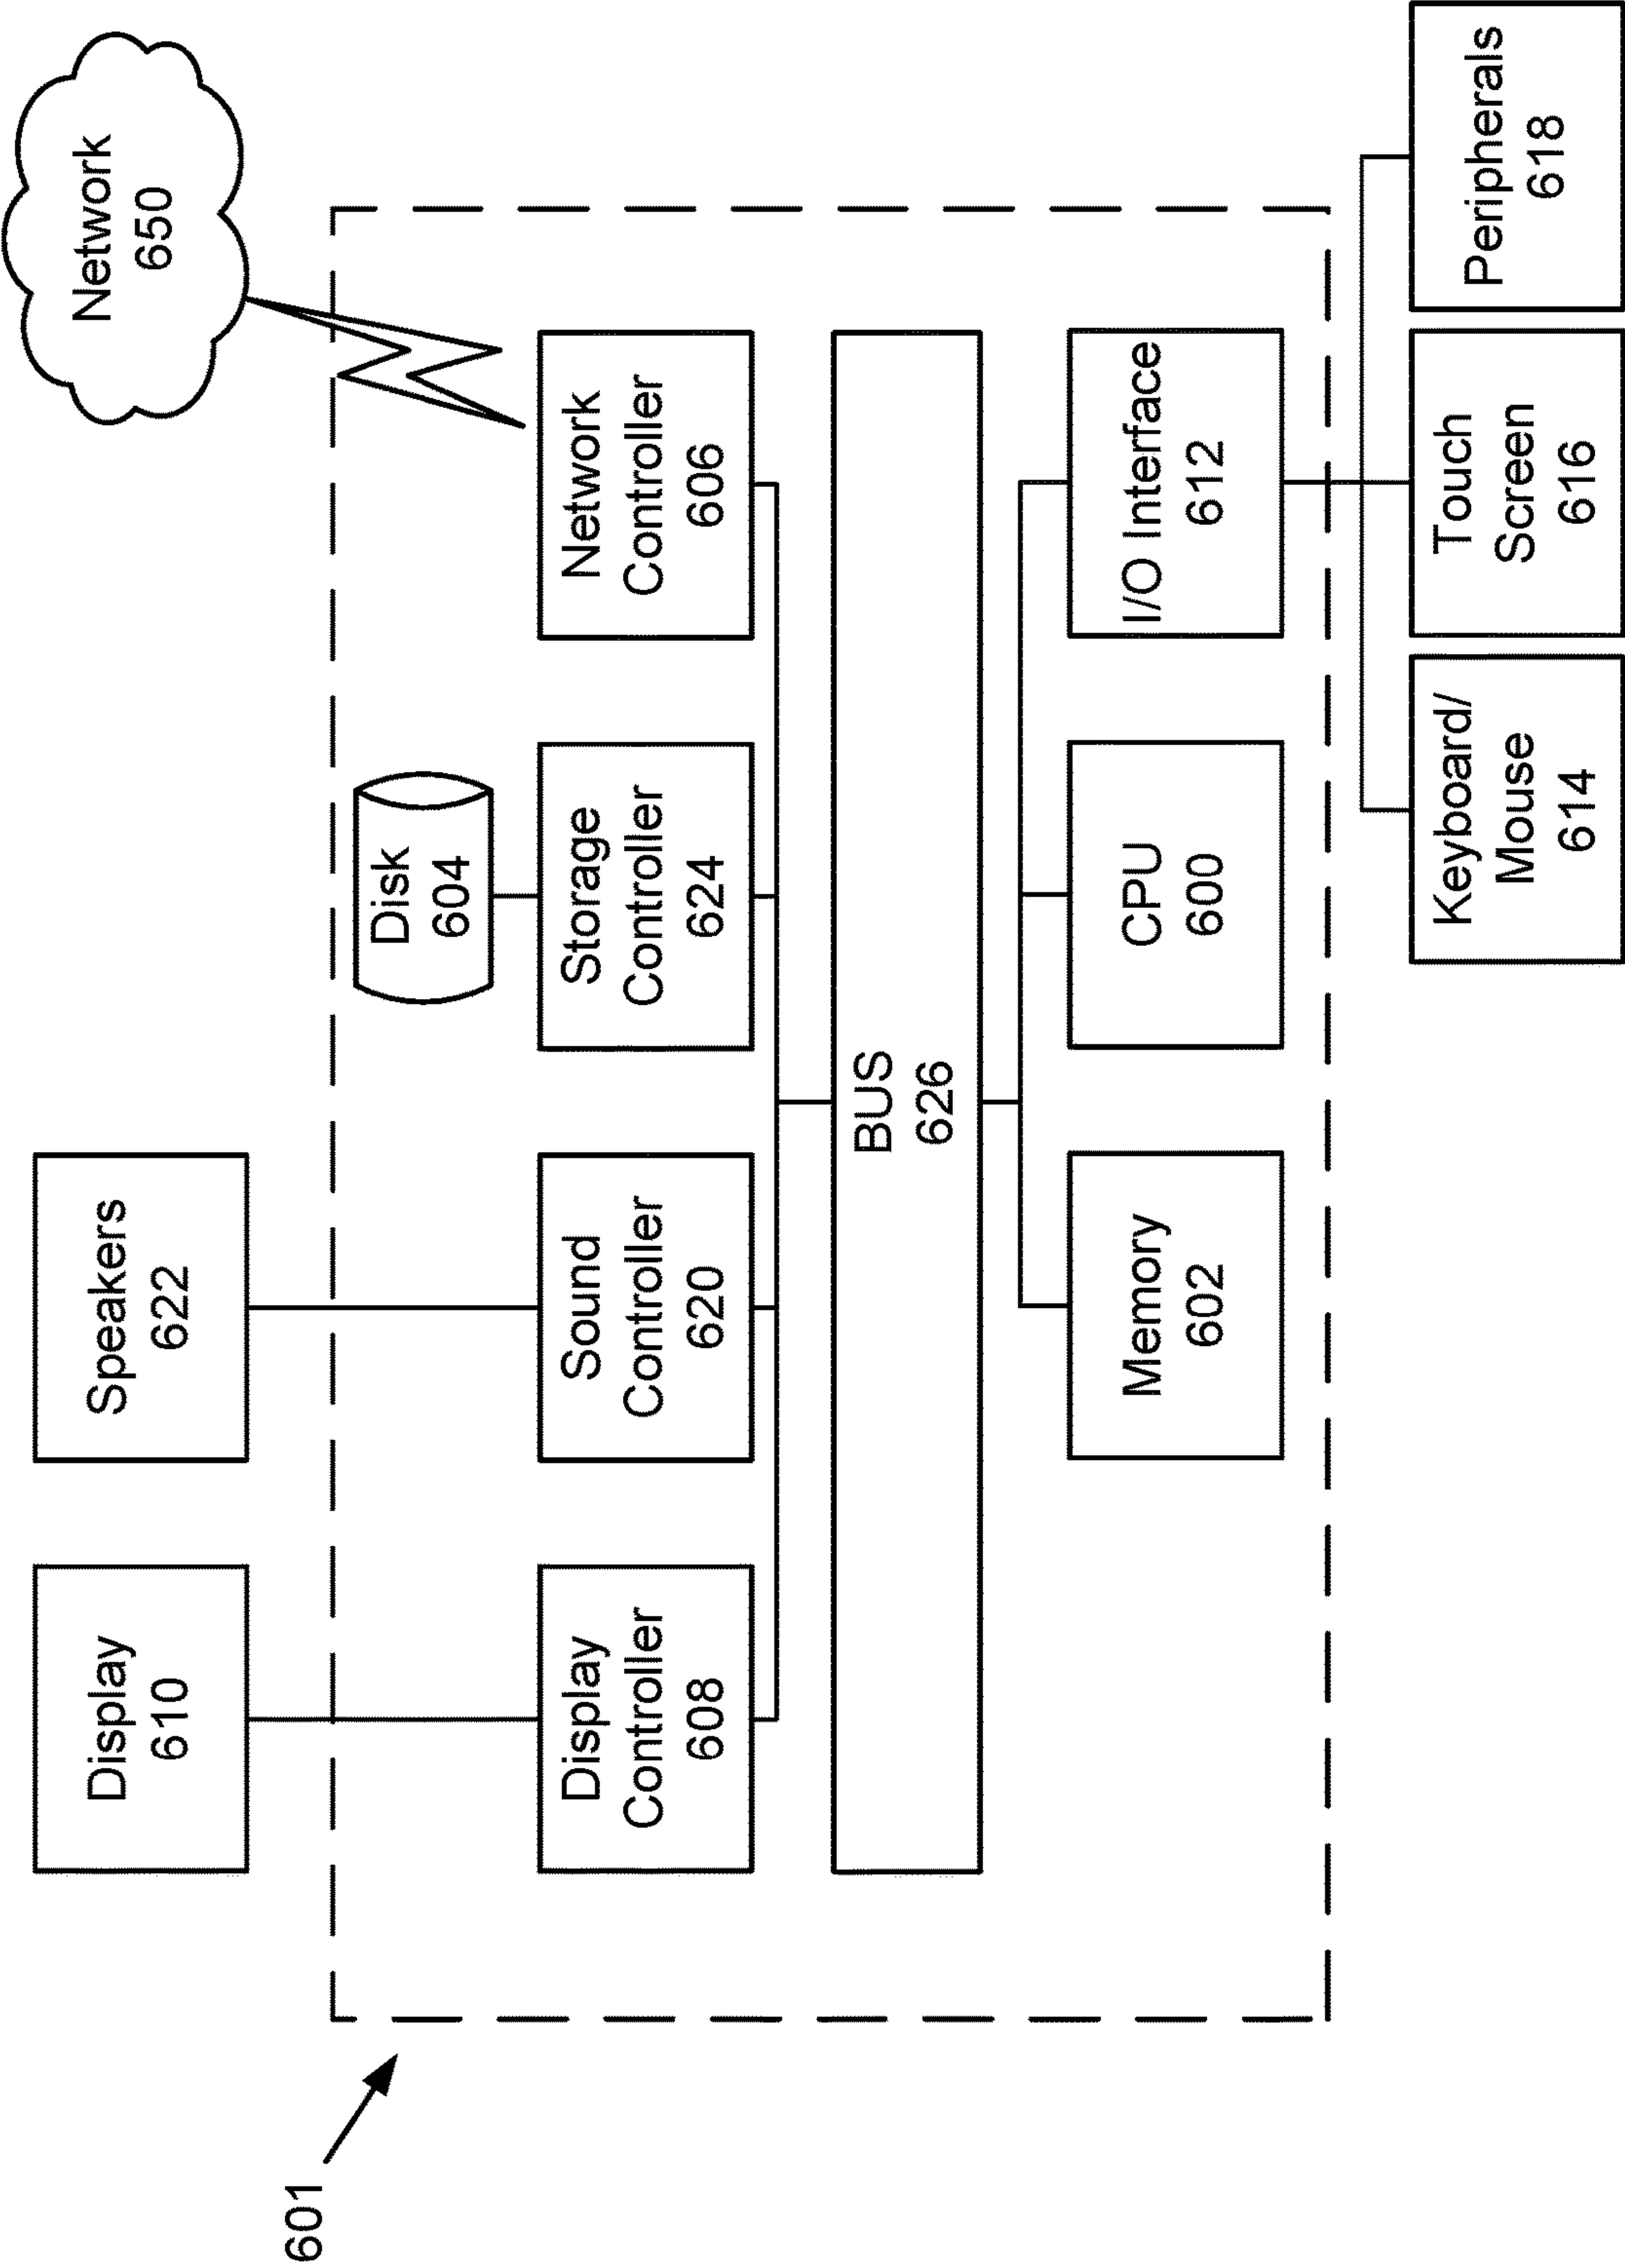 601
Display
610
Speakers
622
Network
650
Disk
604
Display
Controller
608
Sound
Controller
620
Storage
Controller
624
Network
Controller
606
BUS
626
Memory
602
CPU
600
I/O Interface
612
Keyboard/
Mouse
614
Touch
Screen
616
Peripherals
618